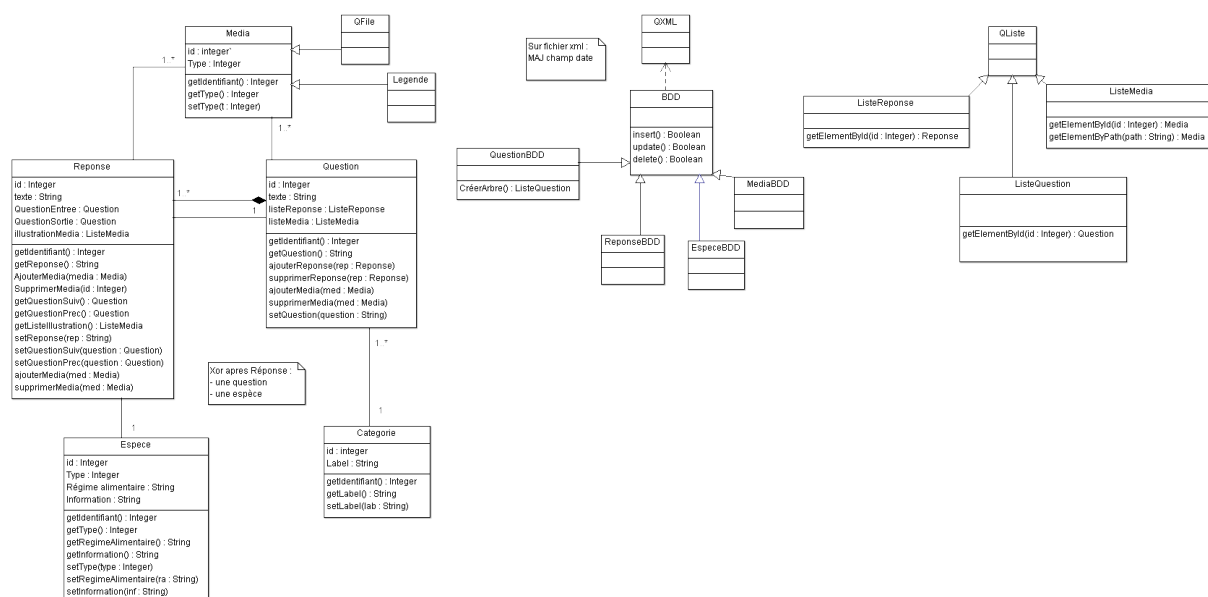 Media
id : integer`
Type : Integer
getIdentifiant() : Integer
getType() : Integer
setType(t : Integer)
QFile
Legende
1..*
1..*
Reponse
id : Integer
texte : String
QuestionEntree : Question
QuestionSortie : Question
illustrationMedia : ListeMedia
getIdentifiant() : Integer
getReponse() : String
AjouterMedia(media : Media)
SupprimerMedia(id : Integer)
getQuestionSuiv() : Question
getQuestionPrec() : Question
getListeIllustration() : ListeMedia
setReponse(rep : String)
setQuestionSuiv(question : Question)
setQuestionPrec(question : Question)
ajouterMedia(med : Media)
supprimerMedia(med : Media)
1..*
1
Question
id : Integer
texte : String
listeReponse : ListeReponse
listeMedia : ListeMedia
getIdentifiant() : Integer
getQuestion() : String
ajouterReponse(rep : Reponse)
supprimerReponse(rep : Reponse)
ajouterMedia(med : Media)
supprimerMedia(med : Media)
setQuestion(question : String)
1..*
1
Xor apres Réponse :
- une question
- une espèce
1
Espece
id : Integer
Type : Integer
Régime alimentaire : String
Information : String
getIdentifiant() : Integer
getType() : Integer
getRegimeAlimentaire() : String
getInformation() : String
setType(type : Integer)
setRegimeAlimentaire(ra : String)
setInformation(inf : String)
Categorie
id : integer
Label : String
getIdentifiant() : Integer
getLabel() : String
setLabel(lab : String)
Sur fichier xml :
MAJ champ date
QXML
BDD
insert() : Boolean
update() : Boolean
delete() : Boolean
QuestionBDD
CréerArbre() : ListeQuestion
MediaBDD
ReponseBDD
EspeceBDD
QListe
ListeReponse
getElementById(id : Integer) : Reponse
ListeMedia
getElementById(id : Integer) : Media
getElementByPath(path : String) : Media
ListeQuestion
getElementById(id : Integer) : Question